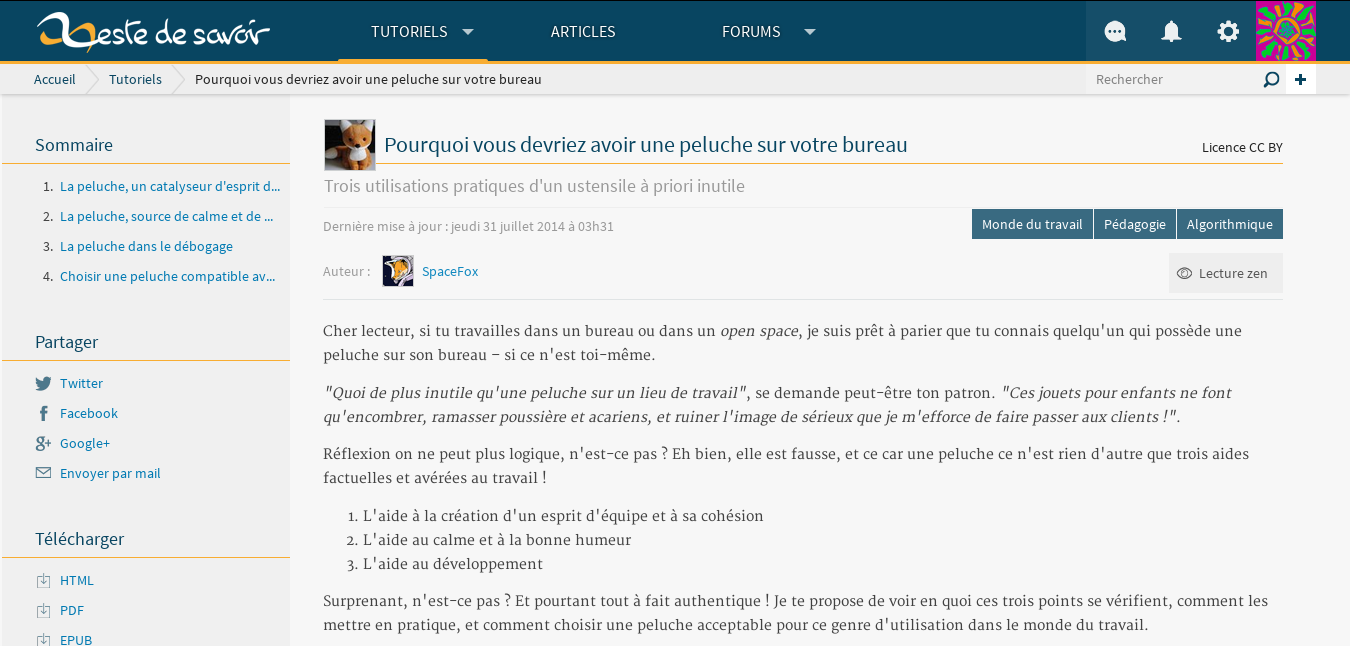 Zeste de savoir
TUTORIELS
ARTICLES
FORUMS
Accueil
Tutoriels
Pourquoi vous devriez avoir une peluche sur votre bureau
Rechercher
Sommaire
1. La peluche, un catalyseur d'esprit d...
2. La peluche, source de calme et de ...
3. La peluche dans le débogage
4. Choisir une peluche compatible av...
Partager
Twitter
Facebook
Google+
Envoyer par mail
Télécharger
HTML
PDF
EPUB
Pourquoi vous devriez avoir une peluche sur votre bureau
Licence CC BY
Trois utilisations pratiques d'un ustensile à priori inutile
Dernière mise à jour : jeudi 31 juillet 2014 à 03h31
Monde du travail
Pédagogie
Algorithmique
Auteur :
SpaceFox
Lecture zen
Cher lecteur, si tu travailles dans un bureau ou dans un open space, je suis prêt à parier que tu connais quelqu'un qui possède une
peluche sur son bureau – si ce n'est toi-même.
"Quoi de plus inutile qu'une peluche sur un lieu de travail", se demande peut-être ton patron. "Ces jouets pour enfants ne font
qu'encombrer, ramasser poussière et acariens, et ruiner l'image de sérieux que je m'efforce de faire passer aux clients !".
Réflexion on ne peut plus logique, n'est-ce pas ? Eh bien, elle est fausse, et ce car une peluche ce n'est rien d'autre que trois aides
factuelles et avérées au travail !
1. L'aide à la création d'un esprit d'équipe et à sa cohésion
2. L'aide au calme et à la bonne humeur
3. L'aide au développement
Surprenant, n'est-ce pas ? Et pourtant tout à fait authentique ! Je te propose de voir en quoi ces trois points se vérifient, comment les
mettre en pratique, et comment choisir une peluche acceptable pour ce genre d'utilisation dans le monde du travail.